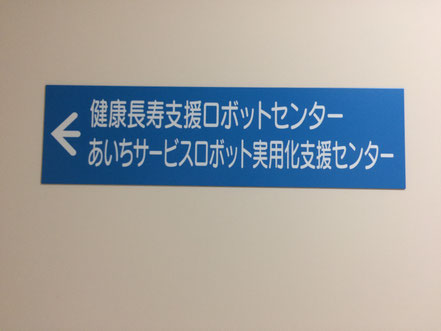 健康長寿支援ロボットセンター
あいちサービスロボット実用化支援センター